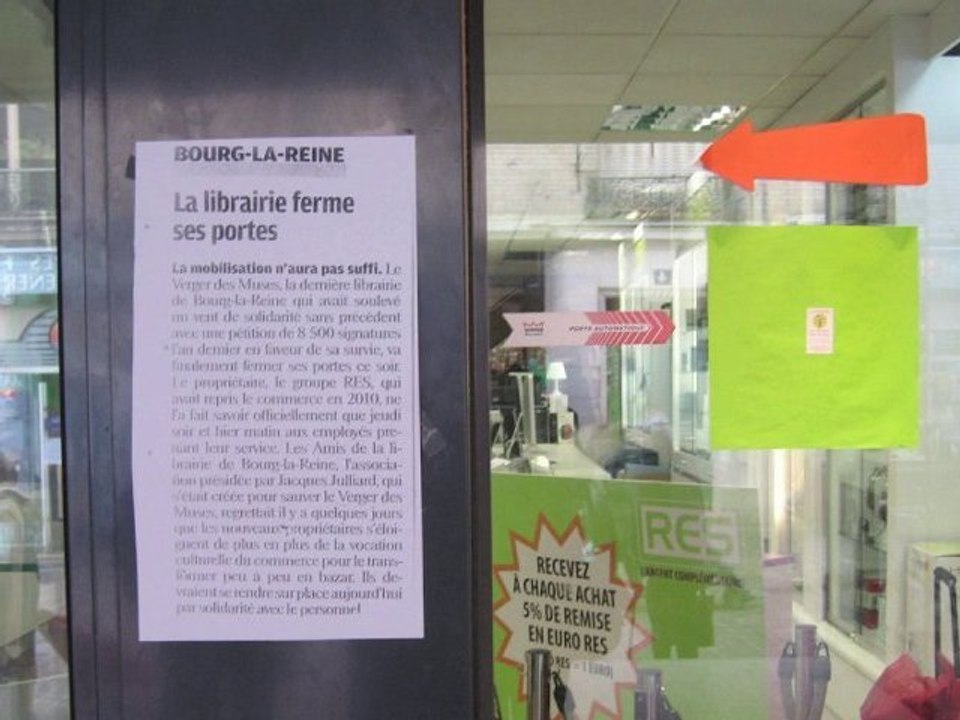 BOURG-LA-REINE
La librairie ferme
ses portes
La mobilisation n'aura pas suffi. Le
Verger des Muses, la dernière librairie
de Bourg-la-Reine qui avait soulevé
un vent de solidarité sans précédent
avec une pétition de 8 500 signatures
l'an dernier en faveur de sa survie, va
finalement fermer ses portes ce soir.
Le propriétaire, le groupe RES, qui
avait repris le commerce en 2010, ne
l'a fait savoir officiellement que jeudi
soir et hier matin aux employés pre-
nant leur service. Les Amis de la li-
brairie de Bourg-la-Reine, l'associa-
tion présidée par Jacques Julliard, qui
s'était créée pour sauver le Verger des
Muses, regrettait il y a quelques jours
que les nouveaux propriétaires s'éloi-
gnent de plus en plus de la vocation
culturelle du commerce pour le trans-
former peu à peu en bazar. Ils de-
vraient se rendre sur place aujourd'hui
par solidarité avec le personnel
PORTE AUTOMATIQUE
RES
L'ARGENT COMPLÉMENTAIRE
RECEVEZ
À CHAQUE ACHAT
5% DE REMISE
EN EURO RES
RES = 1 EURO)